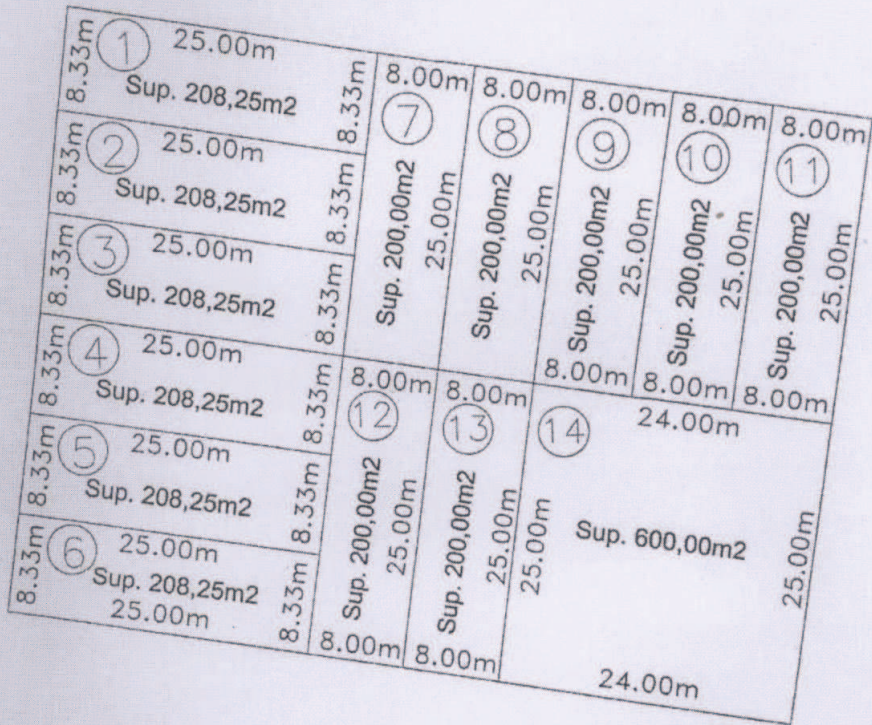 1 25.00m
8.33m Sup. 208,25m2 8.33m
2 25.00m
8.33m Sup. 208,25m2 8.33m
3 25.00m
8.33m Sup. 208,25m2 8.33m
4 25.00m
8.33m Sup. 208,25m2 8.33m
5 25.00m
8.33m Sup. 208,25m2 8.33m
6 25.00m
8.33m Sup. 208,25m2 8.33m
25.00m
8.00m
7
Sup. 200,00m2
25.00m
8.00m
8
Sup. 200,00m2
25.00m
8.00m
9
Sup. 200,00m2
25.00m
8.00m
8.00m
10
Sup. 200,00m2
25.00m
8.00m
8.00m
11
Sup. 200,00m2
25.00m
8.00m
8.00m
12
Sup. 200,00m2
25.00m
8.00m
8.00m
13
Sup. 200,00m2
25.00m
8.00m
14 24.00m
25.00m
Sup. 600,00m2
25.00m
24.00m